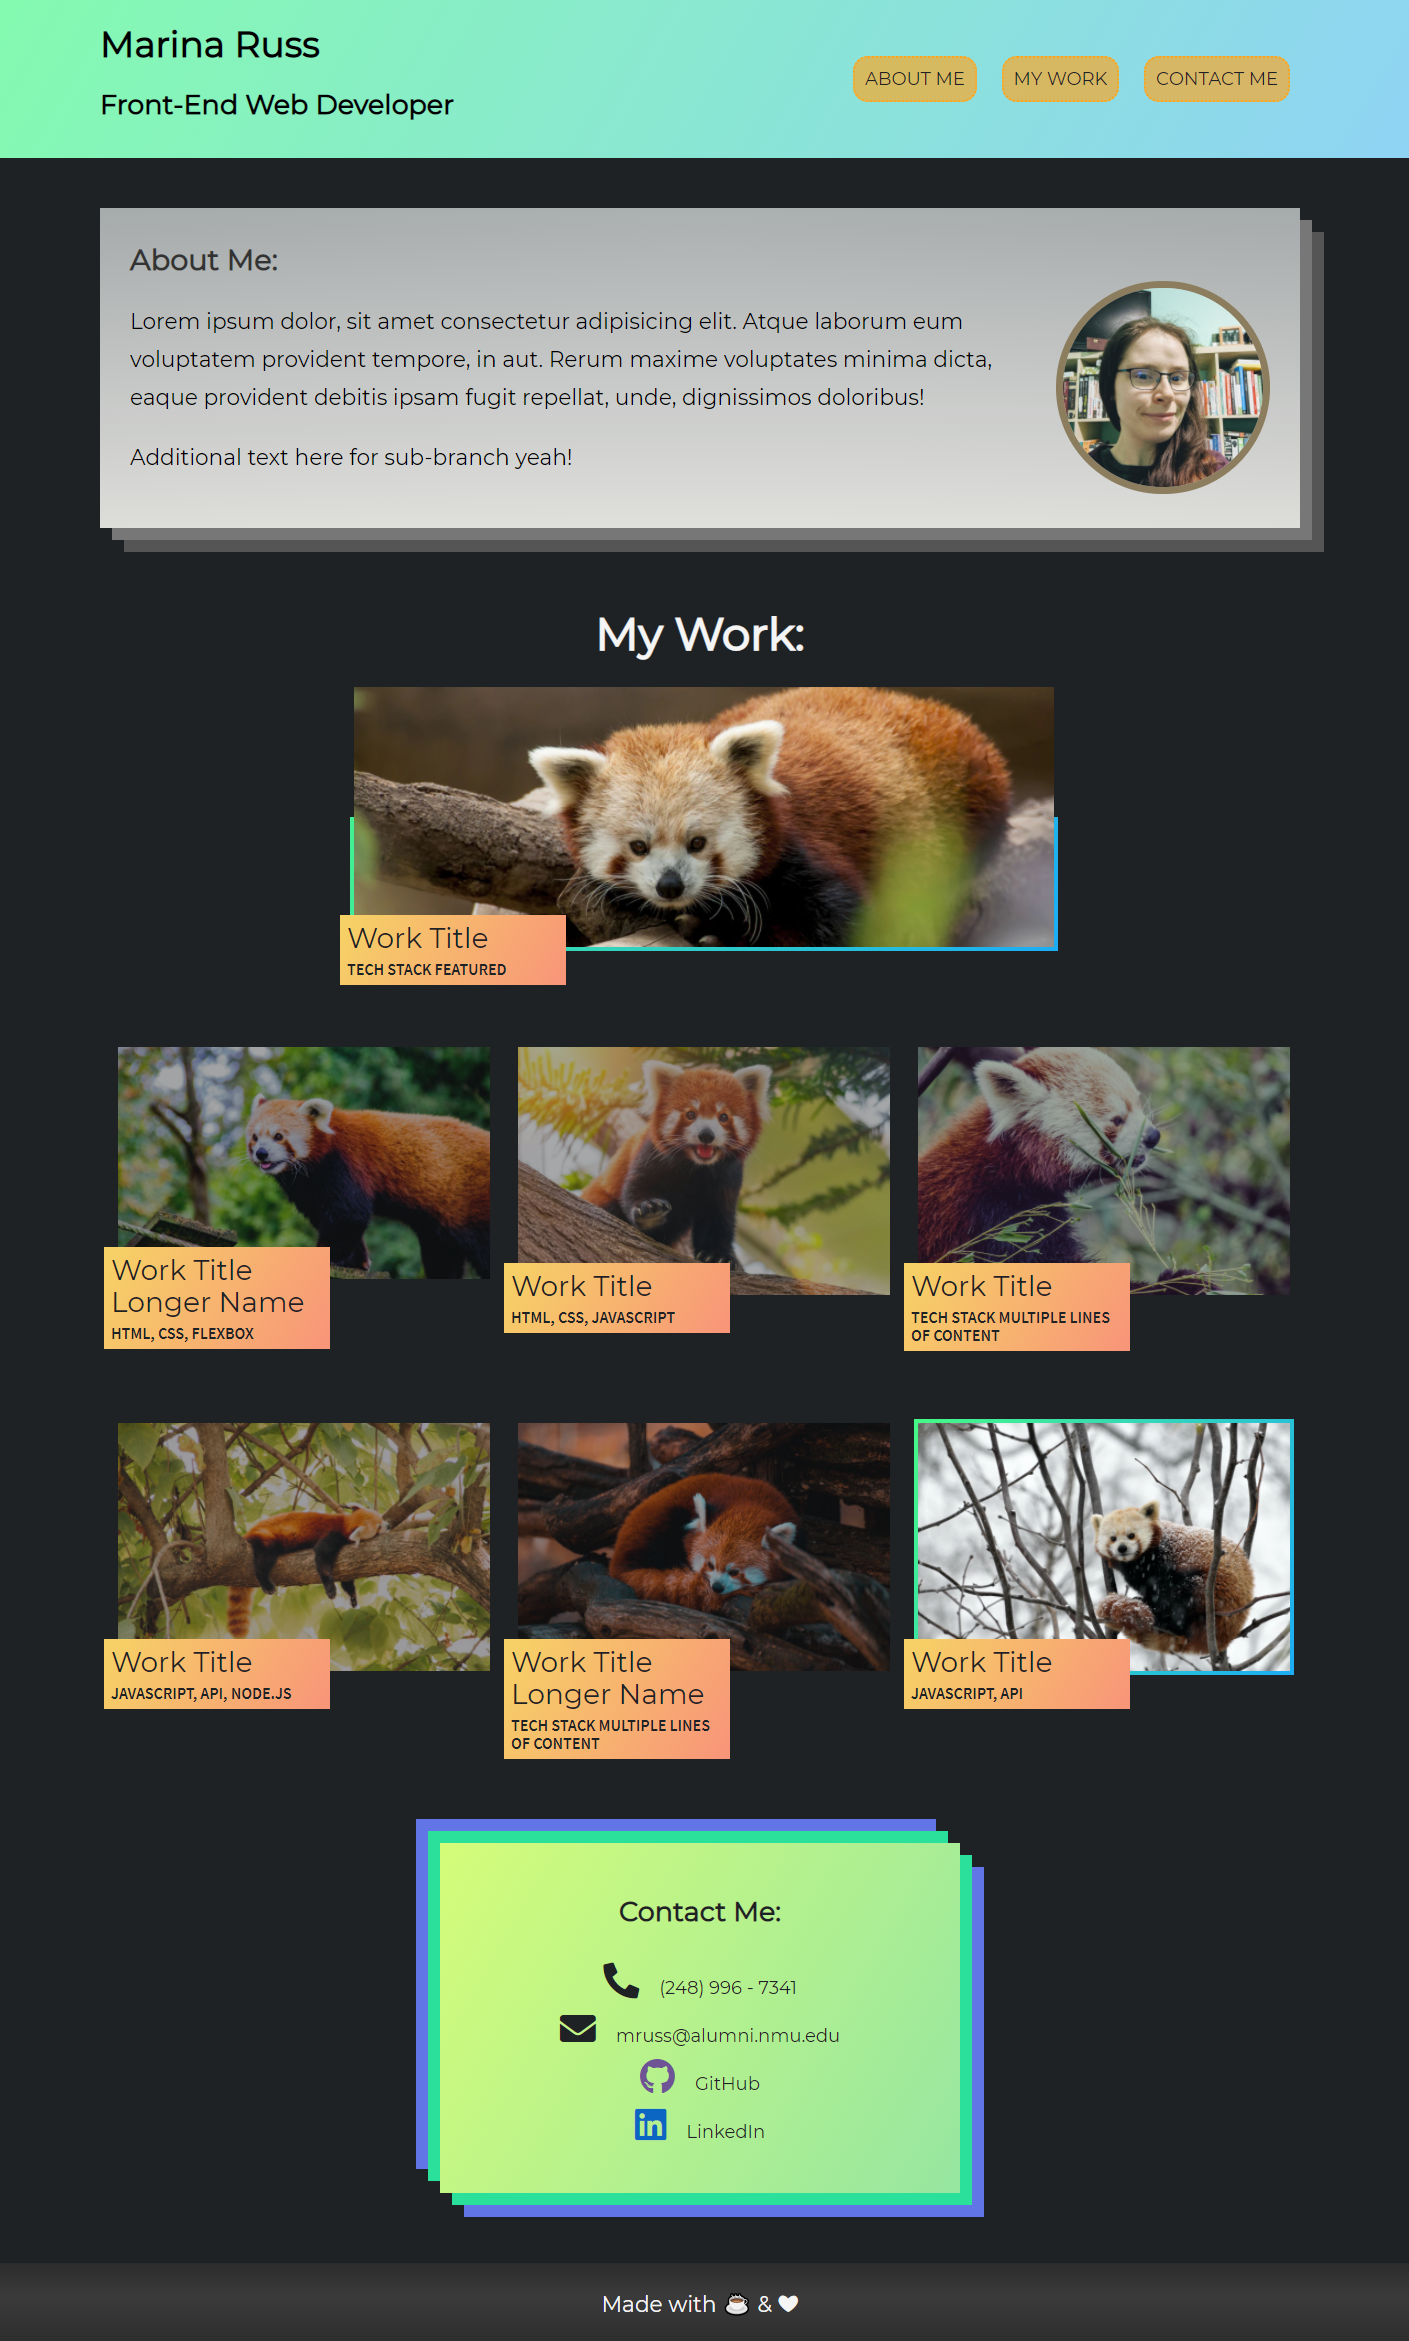 Marina Russ
Front-End Web Developer
ABOUT ME
MY WORK
CONTACT ME
About Me:
Lorem ipsum dolor, sit amet consectetur adipisicing elit. Atque laborum eum
voluptatem provident tempore, in aut. Rerum maxime voluptates minima dicta,
eaque provident debitis ipsam fugit repellat, unde, dignissimos doloribus!
Additional text here for sub-branch yeah!
My Work:
Work Title
TECH STACK FEATURED
Work Title
Longer Name
HTML, CSS, FLEXBOX
Work Title
HTML, CSS, JAVASCRIPT
Work Title
TECH STACK MULTIPLE LINES
OF CONTENT
Work Title
JAVASCRIPT, API, NODE.JS
Work Title
Longer Name
TECH STACK MULTIPLE LINES
OF CONTENT
Work Title
JAVASCRIPT, API
Contact Me:
(248) 996 - 7341
mruss@alumni.nmu.edu
GitHub
LinkedIn
Made with ☕ & ♥